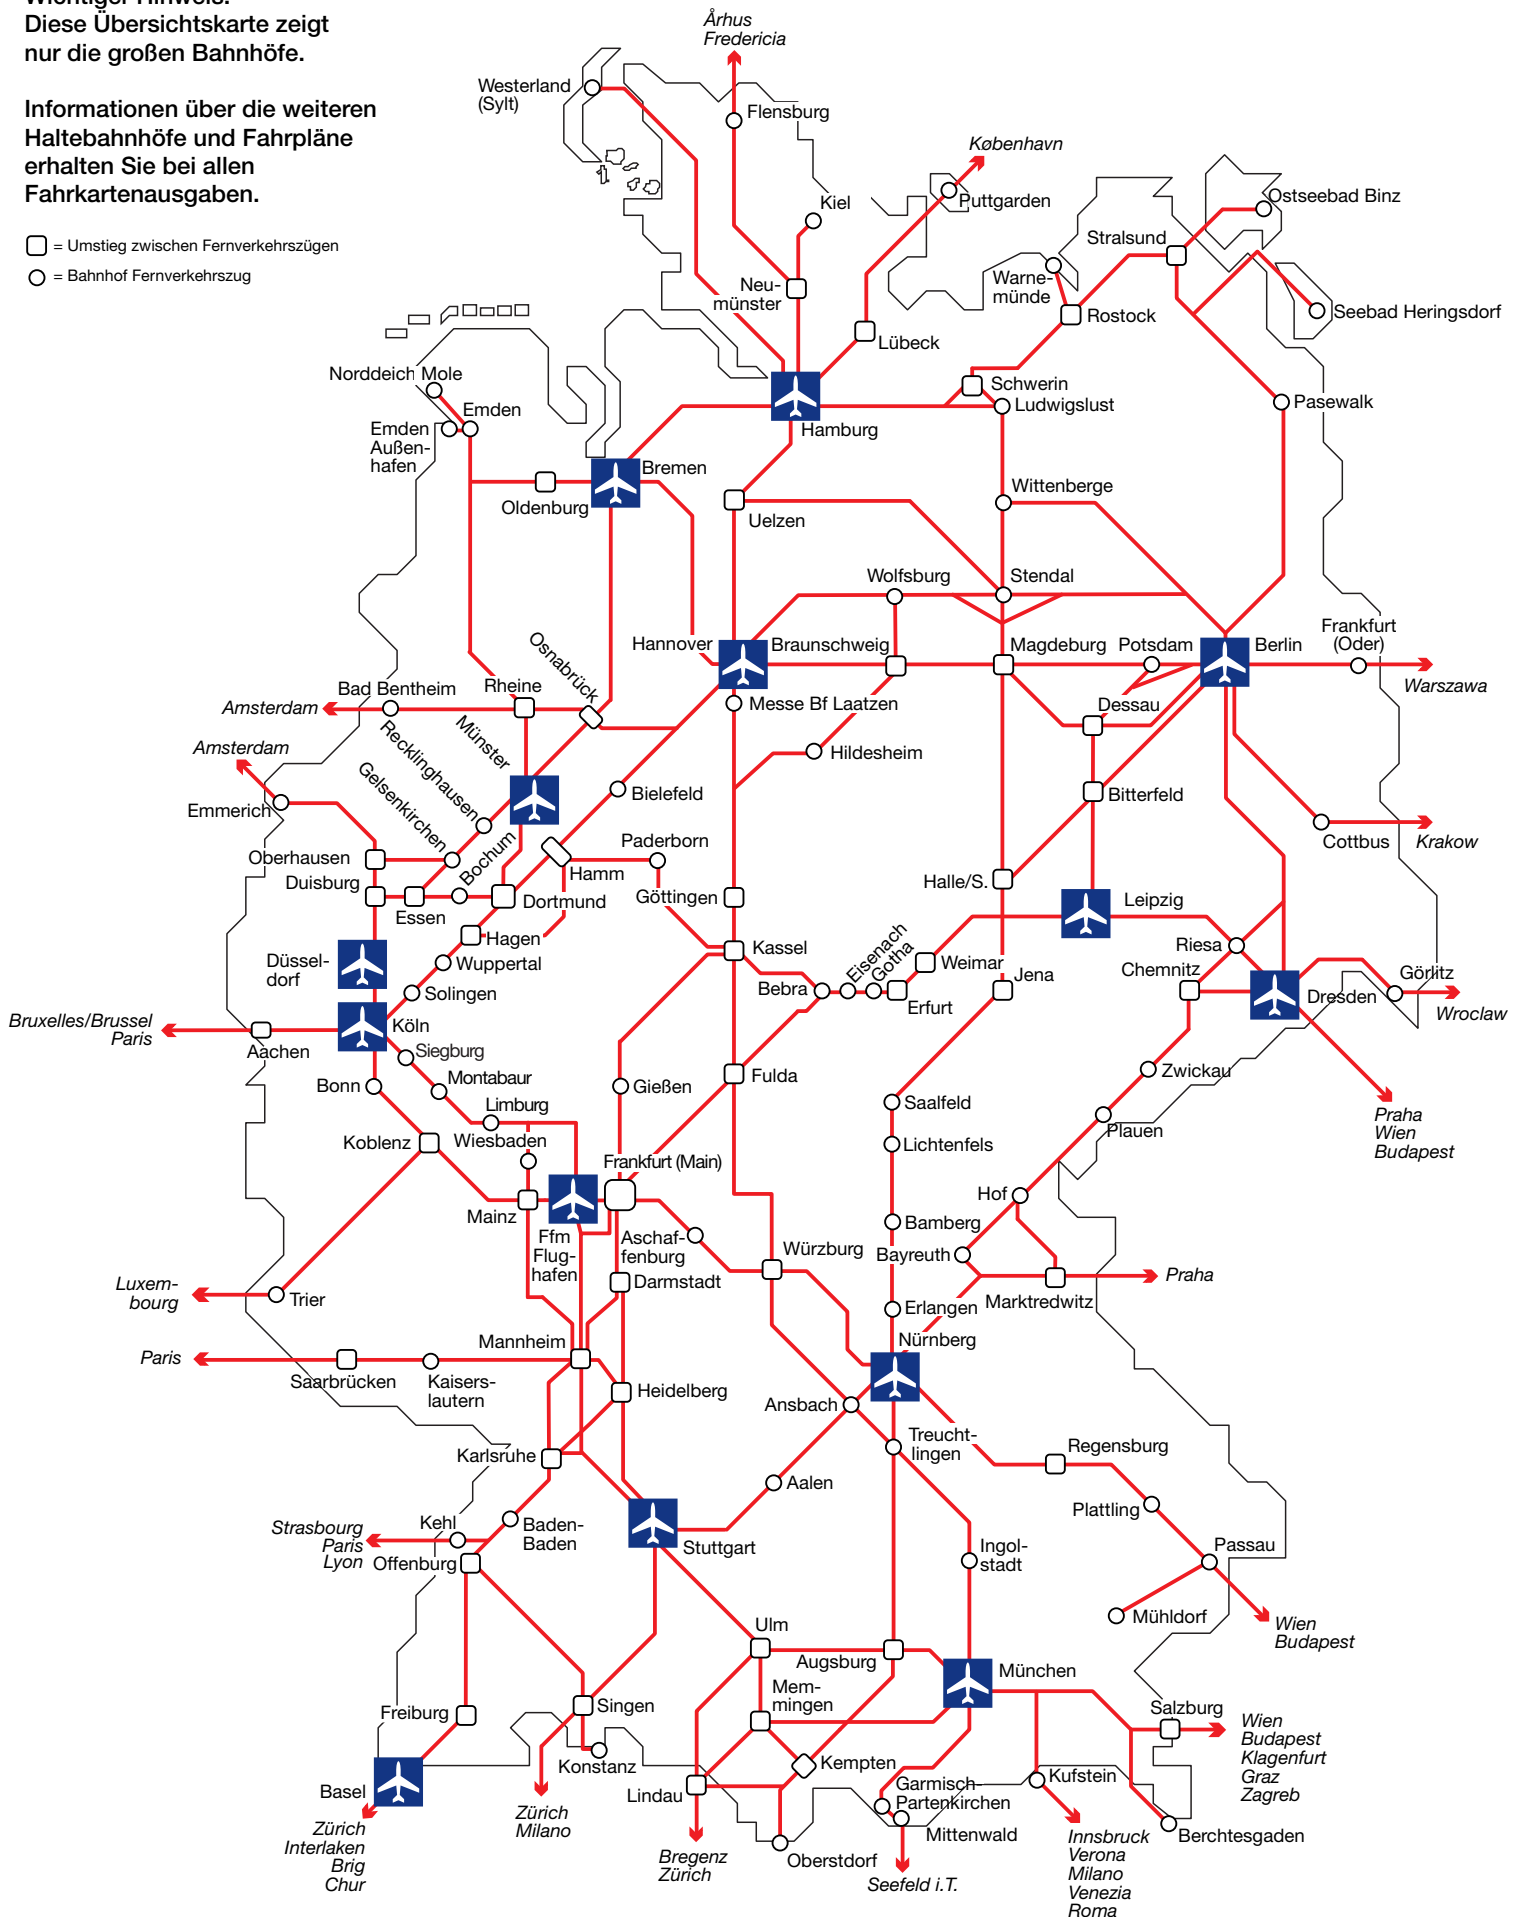 Wichtiger Hinweis:
Diese Übersichtskarte zeigt
nur die großen Bahnhöfe.
Informationen über die weiteren
Haltebahnhöfe und Fahrpläne
erhalten Sie bei allen
Fahrkartenausgaben.
= Umstieg zwischen Fernverkehrszügen
= Bahnhof Fernverkehrszug
Århus
Fredericia
Westerland
(Sylt)
Flensburg
København
Puttgarden
Kiel
Ostseebad Binz
Stralsund
Warne-
münde
Neu-
münster
Rostock
Seebad Heringsdorf
Lübeck
Norddeich Mole
Schwerin
Ludwigslust
Pasewalk
Emden
Emden
Außen-
hafen
Hamburg
Bremen
Oldenburg
Uelzen
Wittenberge
Wolfsburg
Stendal
Hannover
Braunschweig
Magdeburg
Potsdam
Berlin
Frankfurt
(Oder)
Warszawa
Osnabrück
Bad Bentheim
Rheine
Amsterdam
Messe Bf Laatzen
Dessau
Amsterdam
Recklinghausen
Münster
Hildesheim
Gelsenkirchen
Emmerich
Bielefeld
Bitterfeld
Cottbus
Krakow
Bochum
Paderborn
Oberhausen
Hamm
Duisburg
Essen
Dortmund
Göttingen
Halle/S.
Leipzig
Hagen
Kassel
Eisenach
Gotha
Riesa
Düssel-
dorf
Wuppertal
Weimar
Jena
Chemnitz
Görlitz
Solingen
Bebra
Erfurt
Dresden
Wroclaw
Bruxelles/Brussel
Paris
Köln
Aachen
Siegburg
Bonn
Montabaur
Gießen
Fulda
Zwickau
Limburg
Saalfeld
Praha
Wien
Budapest
Koblenz
Wiesbaden
Lichtenfels
Plauen
Frankfurt (Main)
Hof
Mainz
Ffm
Flug-
hafen
Aschaf-
fenburg
Würzburg
Bamberg
Bayreuth
Luxem-
bourg
Trier
Darmstadt
Marktredwitz
Praha
Erlangen
Nürnberg
Mannheim
Paris
Saarbrücken
Kaisers-
lautern
Heidelberg
Ansbach
Treucht-
lingen
Regensburg
Karlsruhe
Aalen
Plattling
Strasbourg
Paris
Lyon
Kehl
Baden-
Baden
Offenburg
Stuttgart
Ingol-
stadt
Passau
Mühldorf
Wien
Budapest
Ulm
Augsburg
München
Mem-
mingen
Freiburg
Singen
Salzburg
Wien
Budapest
Klagenfurt
Graz
Zagreb
Konstanz
Kempten
Kufstein
Basel
Lindau
Garmisch-
Partenkirchen
Mittenwald
Berchtesgaden
Zürich
Milano
Zürich
Interlaken
Brig
Chur
Bregenz
Zürich
Oberstdorf
Seefeld i.T.
Innsbruck
Verona
Milano
Venezia
Roma